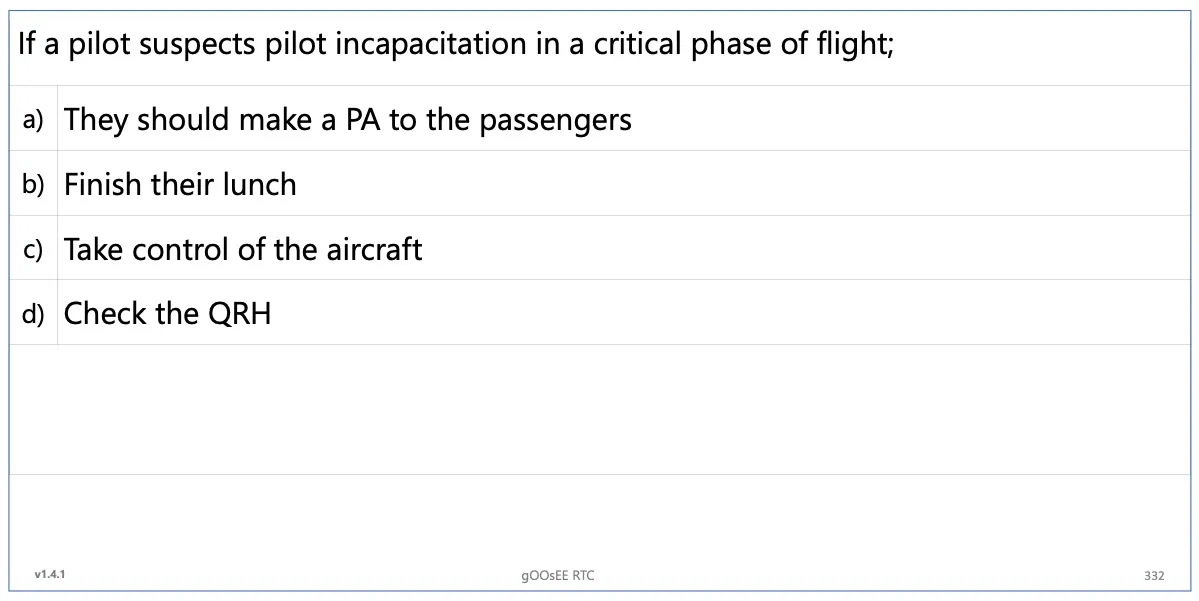 If a pilot suspects pilot incapacitation in a critical phase of flight;
a) They should make a PA to the passengers
b) Finish their lunch
c) Take control of the aircraft
d) Check the QRH
v1.4.1 gOOsEE RTC 332